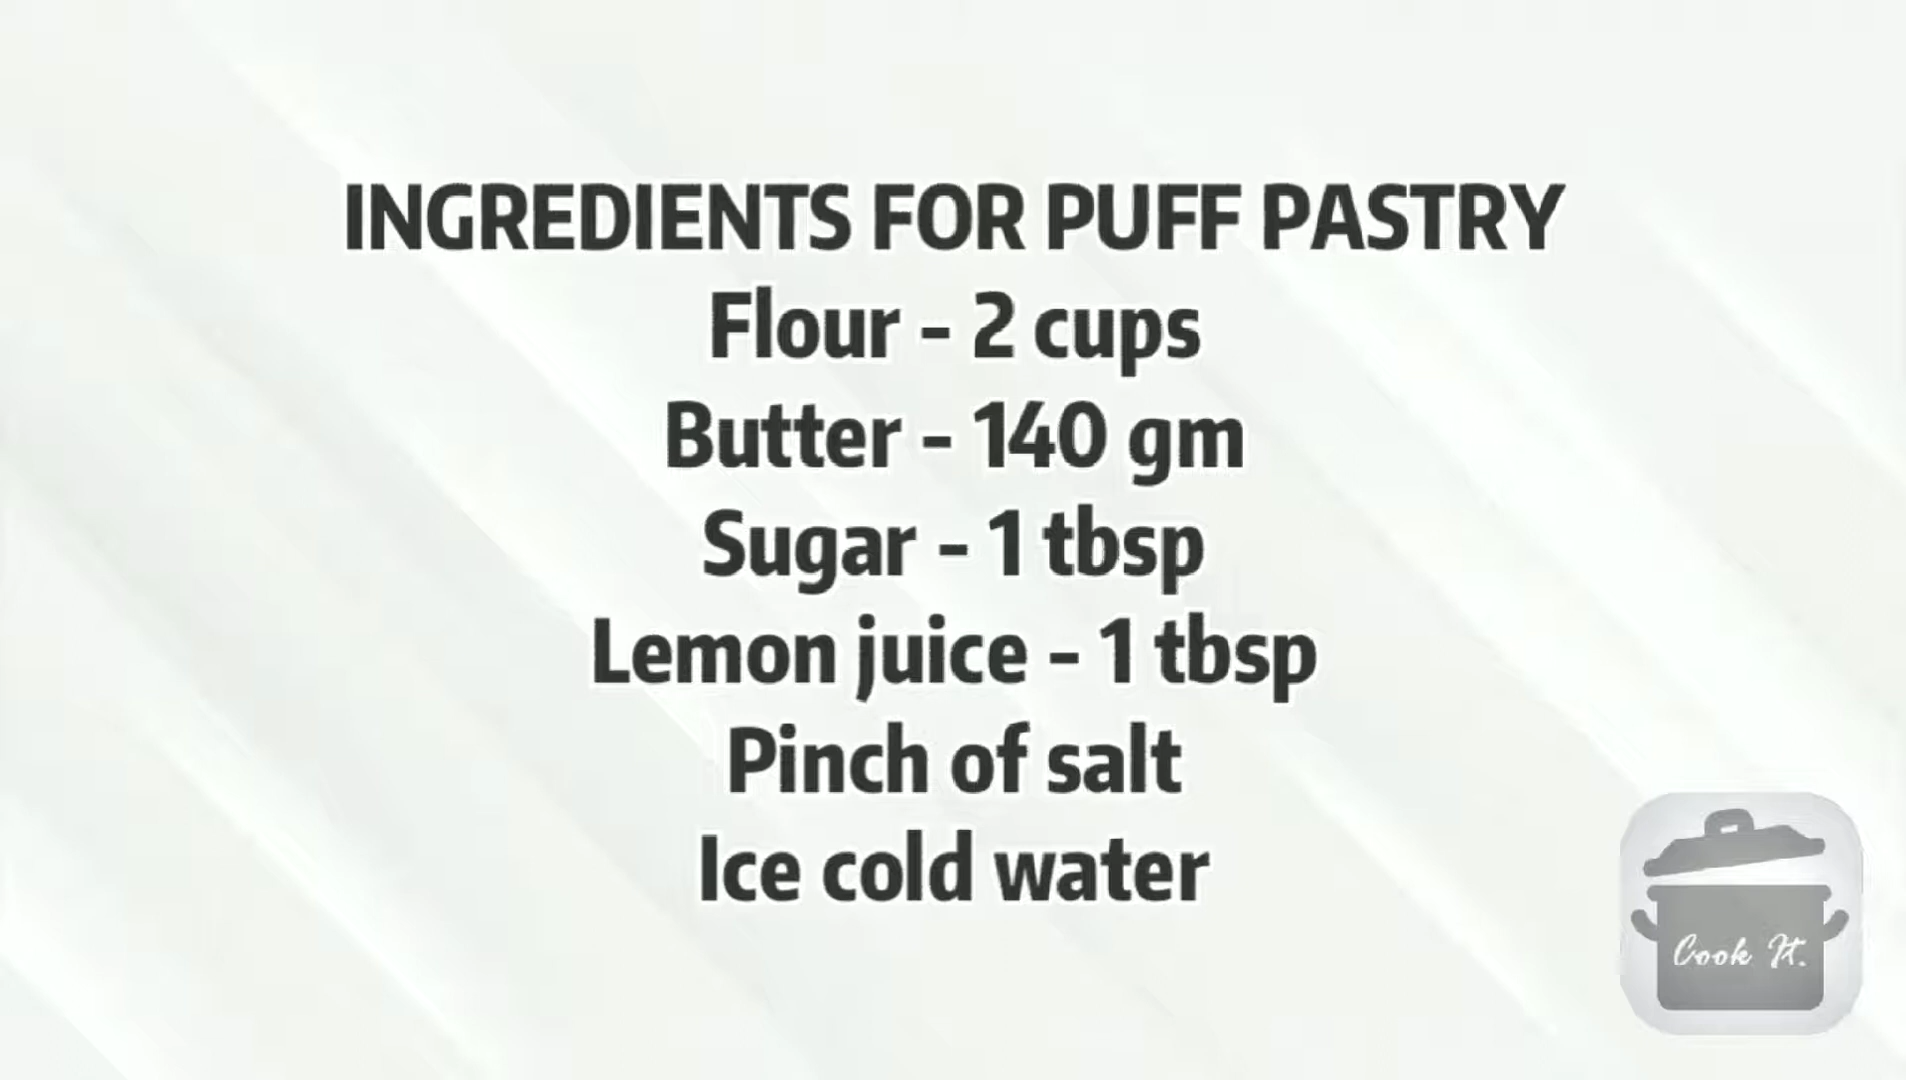 INGREDIENTS FOR PUFF PASTRY
Flour - 2 cups
Butter - 140 gm
Sugar - 1 tbsp
Lemon juice - 1 tbsp
Pinch of salt
Ice cold water
Cook It.